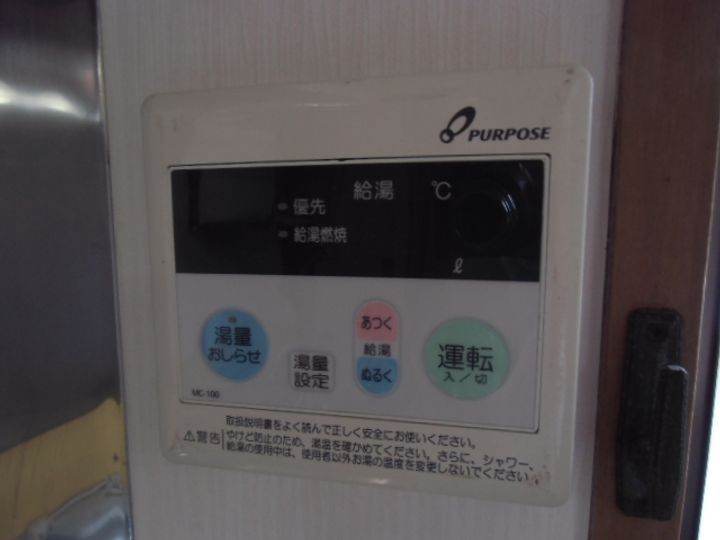 PURPOSE
給湯 ℃
優先
給湯燃焼
ℓ
湯量
おしらせ
湯量
設定
あつく
給湯
ぬるく
運転
入／切
MC-100
取扱説明書をよく読んで正しく安全にお使いください。
⚠警告 やけど防止のため、湯温を確かめてください。さらに、シャワー、
給湯の使用中は、使用者以外お湯の温度を変更しないでください。